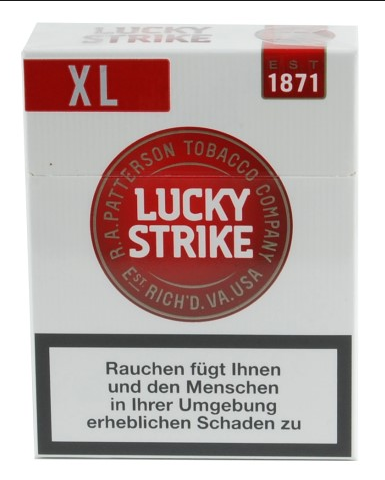 LUCKY
STRIKE
XL
EST
1871
R.A. PATTERSON TOBACCO COMPANY
LUCKY
STRIKE
EST. RICH'D. VA. USA
Rauchen fügt Ihnen
und den Menschen
in Ihrer Umgebung
erheblichen Schaden zu